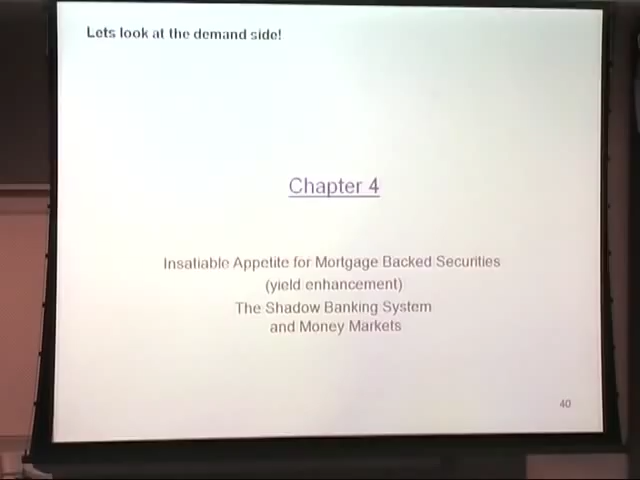 Lets look at the demand side!
Chapter 4
Insatiable Appetite for Mortgage Backed Securities
(yield enhancement)
The Shadow Banking System
and Money Markets
40